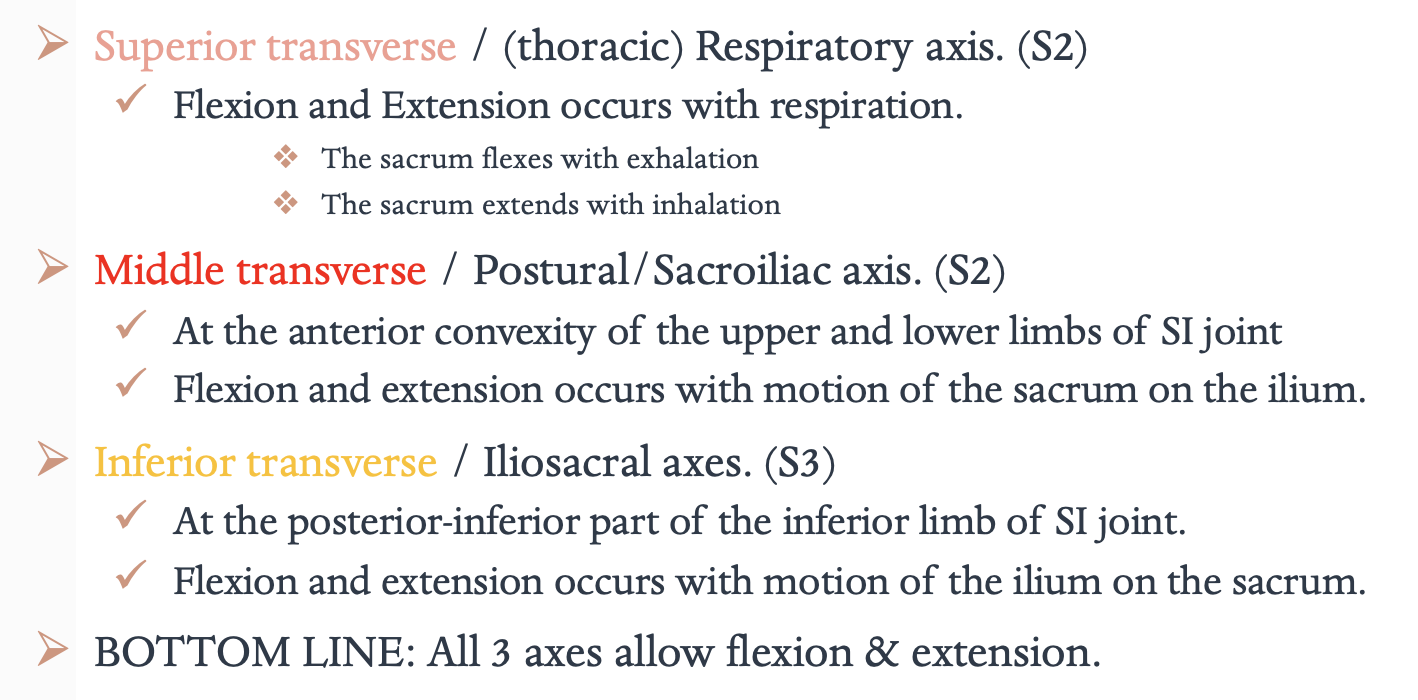 Superior transverse / (thoracic) Respiratory axis. (S2)
Flexion and Extension occurs with respiration.
The sacrum flexes with exhalation
The sacrum extends with inhalation
Middle transverse / Postural/Sacroiliac axis. (S2)
At the anterior convexity of the upper and lower limbs of SI joint
Flexion and extension occurs with motion of the sacrum on the ilium.
Inferior transverse / Iliosacral axes. (S3)
At the posterior-inferior part of the inferior limb of SI joint.
Flexion and extension occurs with motion of the ilium on the sacrum.
BOTTOM LINE: All 3 axes allow flexion & extension.